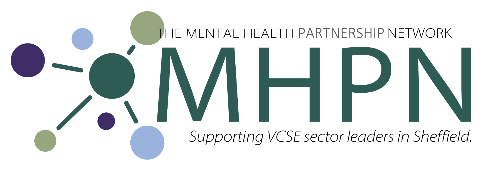 THE MENTAL HEALTH PARTNERSHIP NETWORK
MHPN
Supporting VCSE sector leaders in Sheffield.